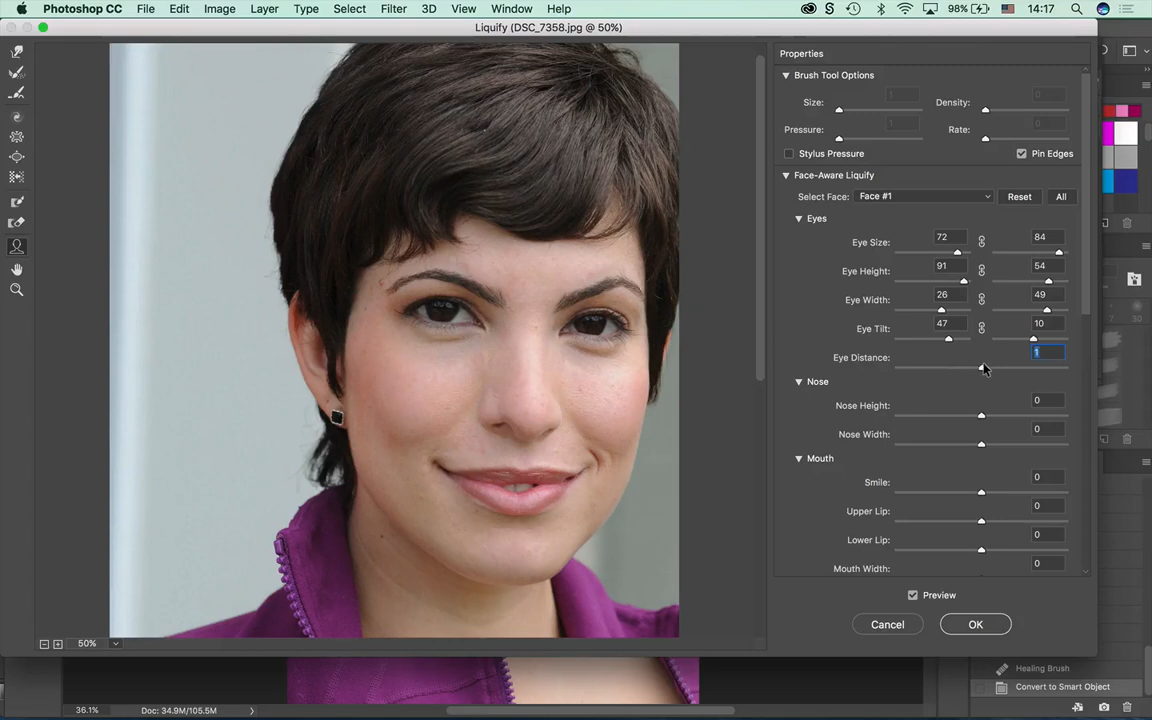 Photoshop CC File Edit Image Layer Type Select Filter 3D View Window Help 98% 14:17
Liquify (DSC_7358.jpg @ 50%)
Properties
Brush Tool Options
Size: 1 Density: 0
Pressure: 1 Rate: 0
Stylus Pressure Pin Edges
Face-Aware Liquify
Select Face: Face #1 Reset All
Eyes
Eye Size: 72 84
Eye Height: 91 54
Eye Width: 26 49
Eye Tilt: 47 10
Eye Distance: 1
Nose
Nose Height: 0
Nose Width: 0
Mouth
Smile: 0
Upper Lip: 0
Lower Lip: 0
Mouth Width: 0
Preview
Cancel OK
50%
30
Healing Brush
Convert to Smart Object
36.1% Doc: 34.9M/105.5M